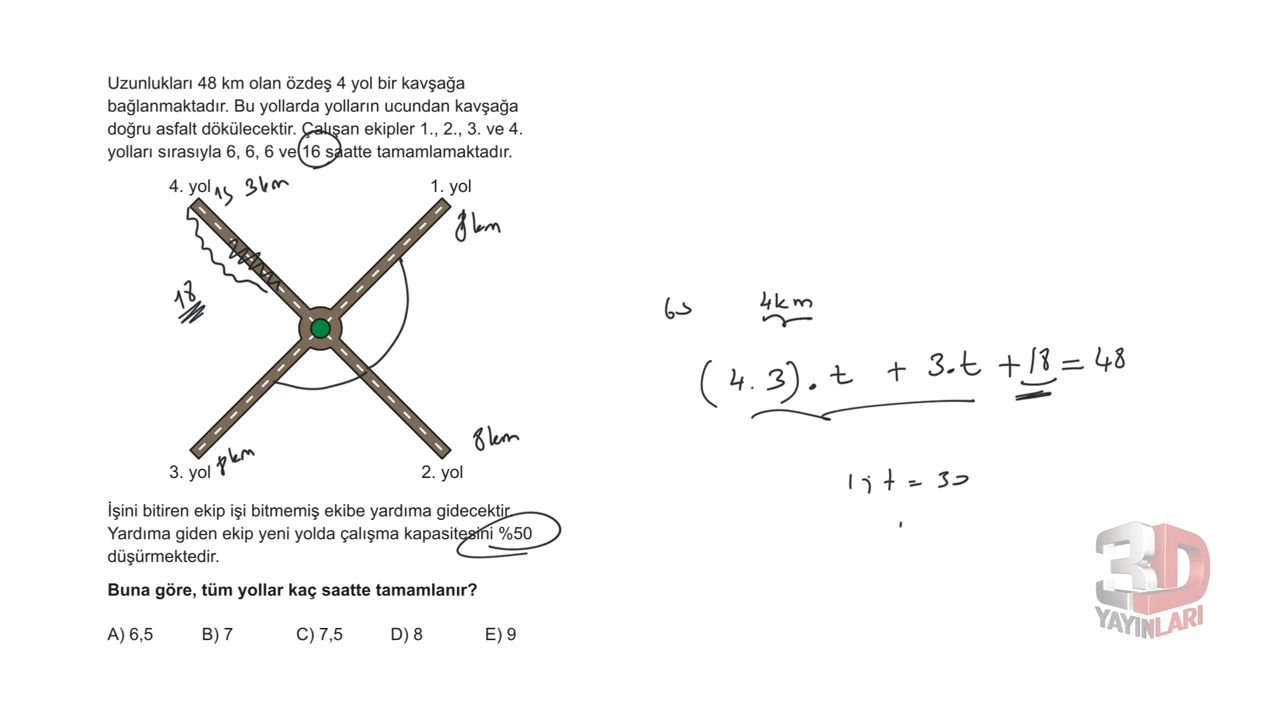 Uzunlukları 48 km olan özdeş 4 yol bir kavşağa
bağlanmaktadır. Bu yollarda yolların ucundan kavşağa
doğru asfalt dökülecektir. Çalışan ekipler 1., 2., 3. ve 4.
yolları sırasıyla 6, 6, 6 ve 16 saatte tamamlamaktadır.
4. yol 1s 3km
1. yol
8km
18
3. yol 8km
8km
2. yol
6s 4km
(4.3).t + 3.t + 18 = 48
15t = 30
İşini bitiren ekip işi bitmemiş ekibe yardıma gidecektir.
Yardıma giden ekip yeni yolda çalışma kapasitesini %50
düşürmektedir.
Buna göre, tüm yollar kaç saatte tamamlanır?
A) 6,5 B) 7 C) 7,5 D) 8 E) 9
3D
YAYINLARI